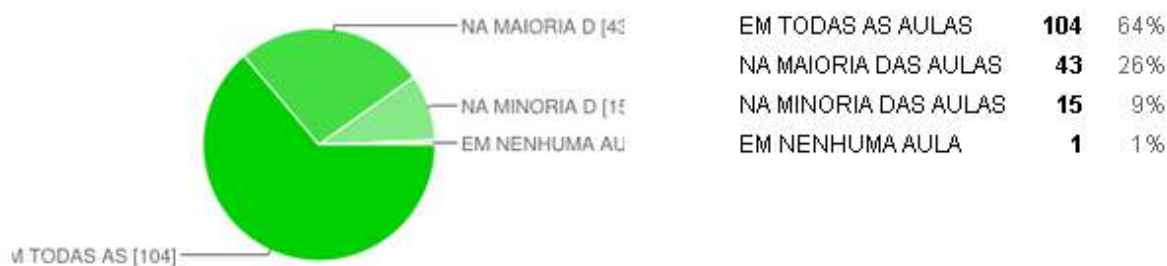 NA MAIORIA D [43
NA MINORIA D [15
EM NENHUMA AU
M TODAS AS [104]
EM TODAS AS AULAS 104 64%
NA MAIORIA DAS AULAS 43 26%
NA MINORIA DAS AULAS 15 9%
EM NENHUMA AULA 1 1%